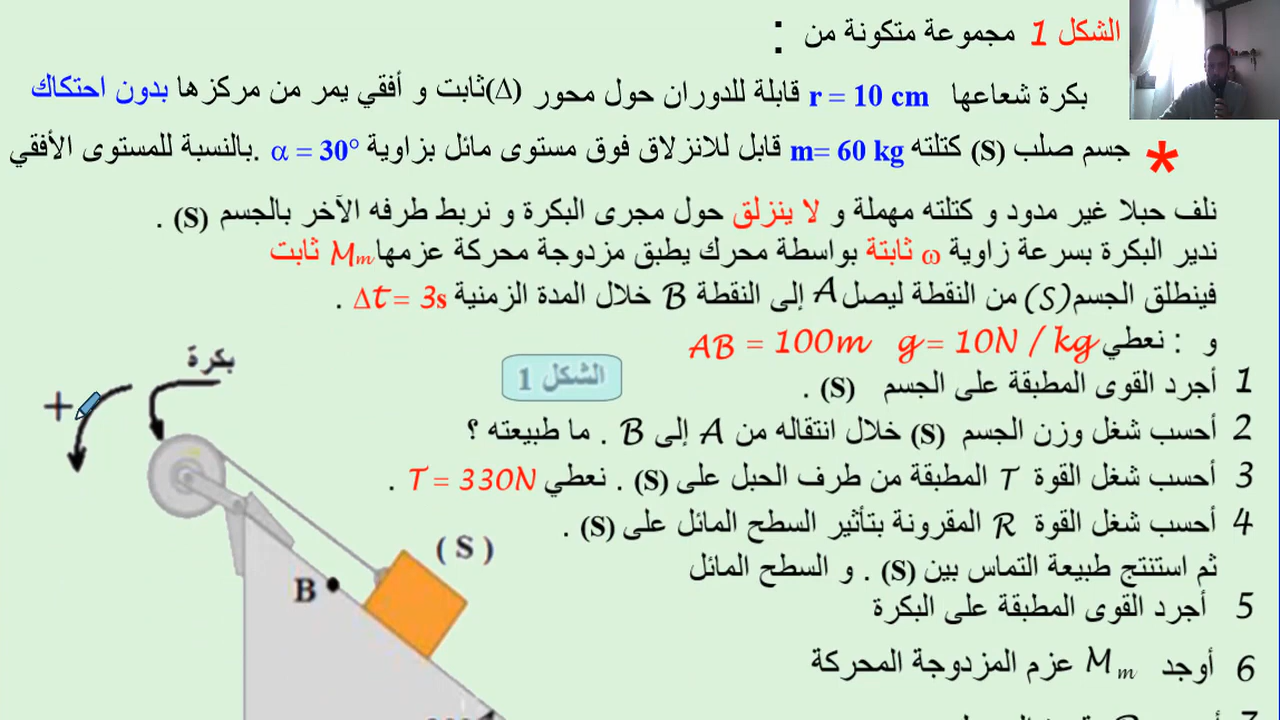 الشكل 1 مجموعة متكونة من :
بكرة شعاعها r = 10 cm قابلة للدوران حول محور (Δ) ثابت و أفقي يمر من مركزها بدون احتكاك
* جسم صلب (S) كتلته m= 60 kg قابل للانزلاق فوق مستوى مائل بزاوية α = 30° .بالنسبة للمستوى الأفقي
نلف حبلا غير مدود و كتلته مهملة و لا ينزلق حول مجرى البكرة و نربط طرفه الآخر بالجسم (S) .
ندير البكرة بسرعة زاوية ω ثابتة بواسطة محرك يطبق مزدوجة محركة عزمها Mm ثابت
فينطلق الجسم(S) من النقطة ليصل A إلى النقطة B خلال المدة الزمنية Δt = 3s .
و : نعطي g = 10N / kg AB = 100m
الشكل 1
1 أجرد القوى المطبقة على الجسم (S) .
2 أحسب شغل وزن الجسم (S) خلال انتقاله من A إلى B . ما طبيعته ؟
3 أحسب شغل القوة T المطبقة من طرف الحبل على (S) . نعطي T = 330N .
4 أحسب شغل القوة R المقرونة بتأثير السطح المائل على (S) .
ثم استنتج طبيعة التماس بين (S) . و السطح المائل
5 أجرد القوى المطبقة على البكرة
6 أوجد Mm عزم المزدوجة المحركة
بكرة
+
(S)
B